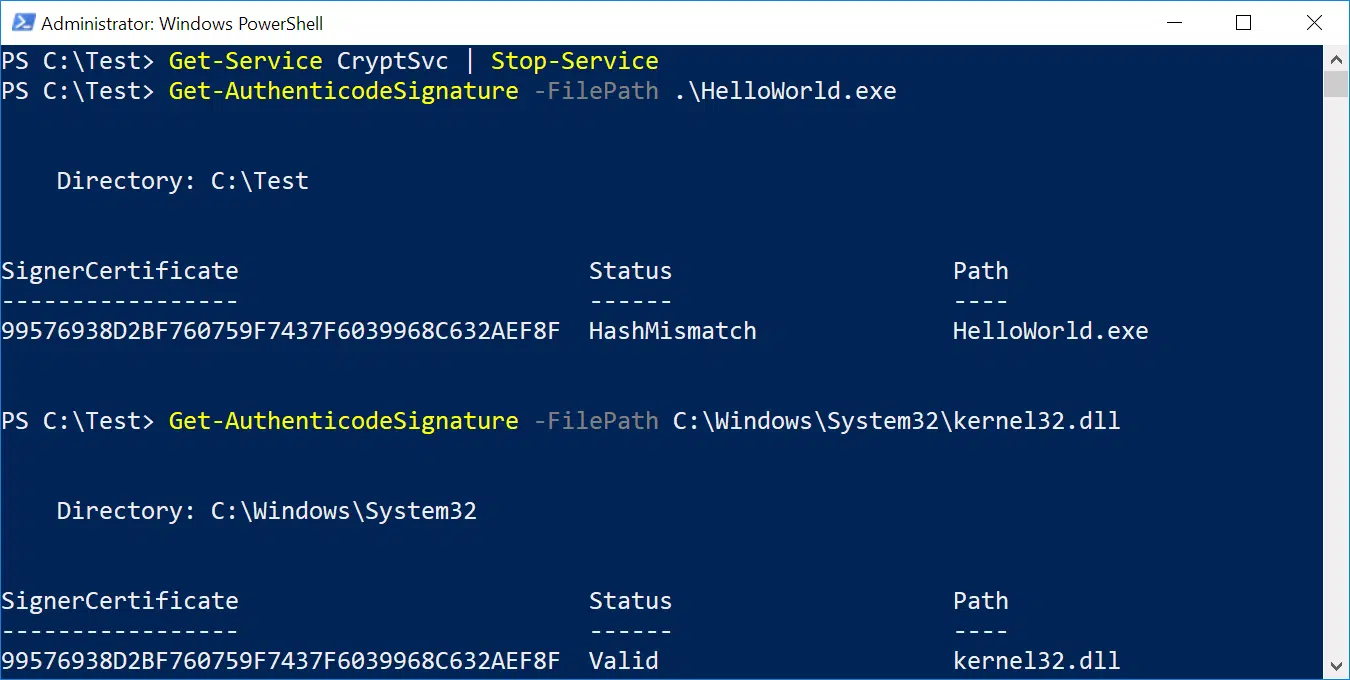 Administrator: Windows PowerShell
PS C:\Test> Get-Service CryptSvc | Stop-Service
PS C:\Test> Get-AuthenticodeSignature -FilePath .\HelloWorld.exe
Directory: C:\Test
SignerCertificate Status Path
----------------- ------ ----
99576938D2BF760759F7437F6039968C632AEF8F HashMismatch HelloWorld.exe
PS C:\Test> Get-AuthenticodeSignature -FilePath C:\Windows\System32\kernel32.dll
Directory: C:\Windows\System32
SignerCertificate Status Path
----------------- ------ ----
99576938D2BF760759F7437F6039968C632AEF8F Valid kernel32.dll